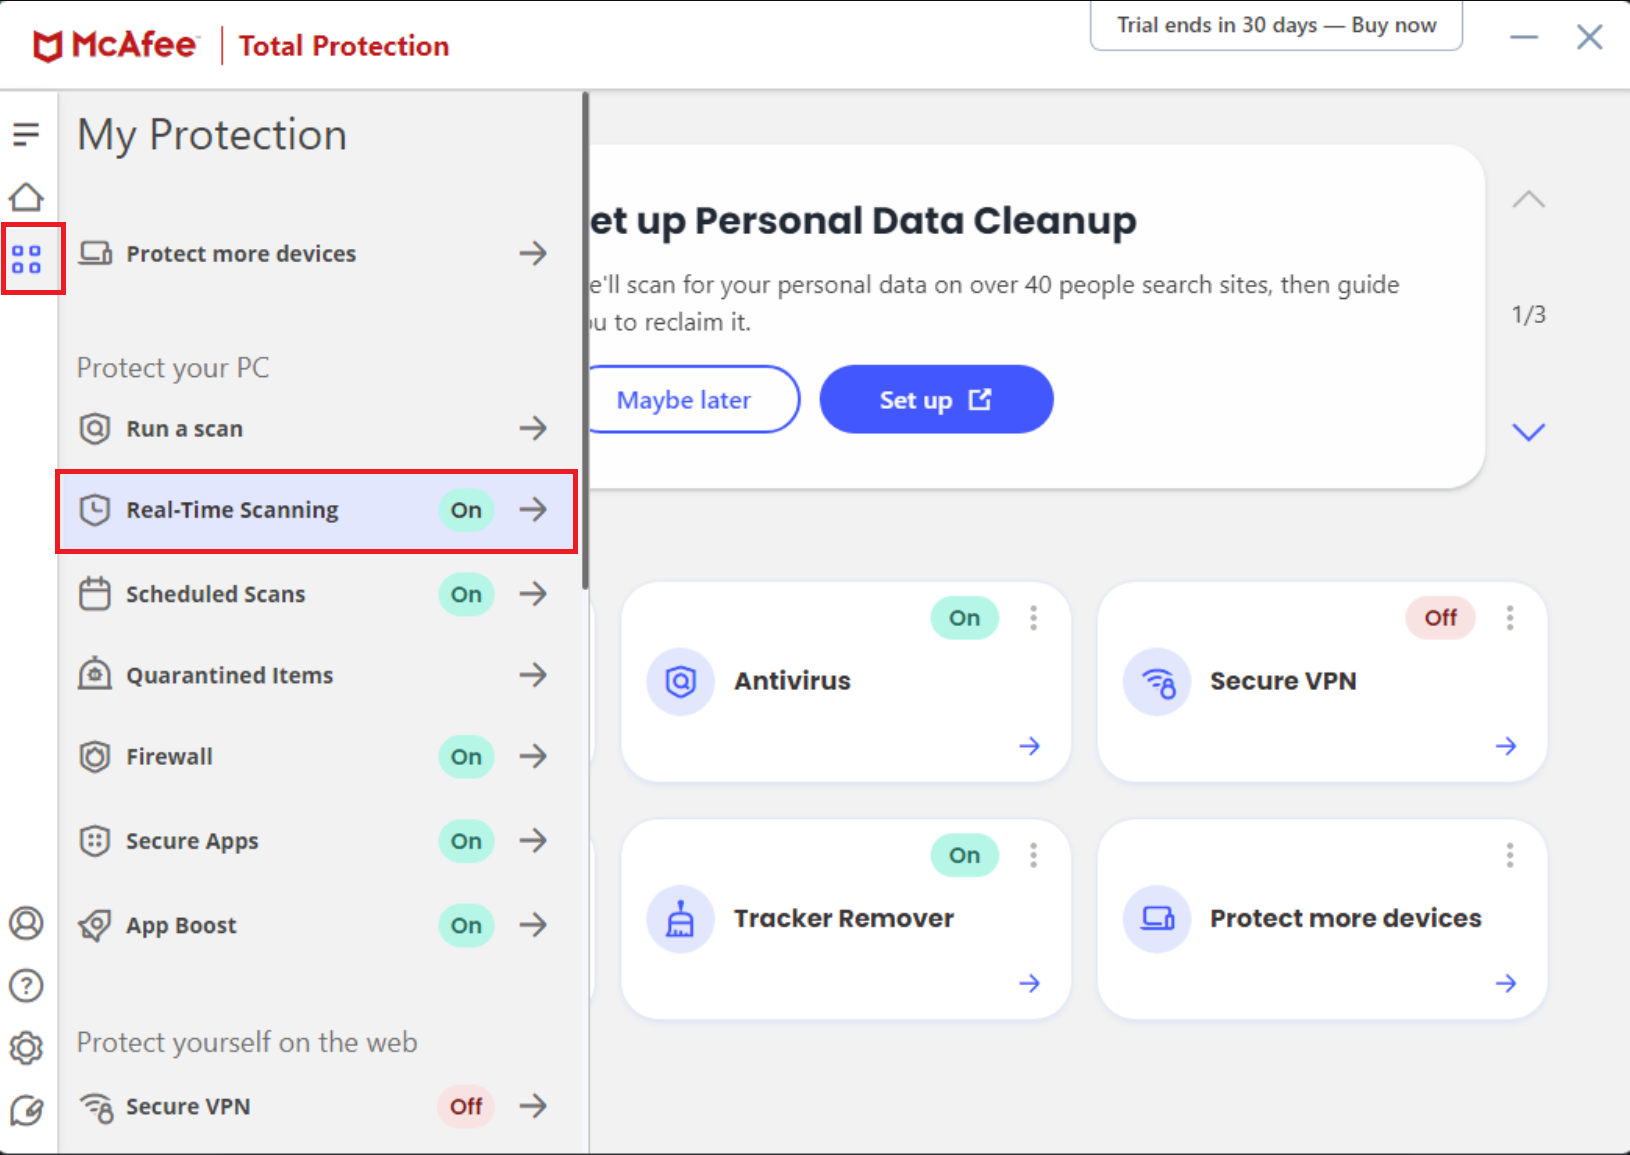 McAfee Total Protection
Trial ends in 30 days — Buy now
My Protection
Protect more devices
Protect your PC
Run a scan
Real-Time Scanning On
Scheduled Scans On
Quarantined Items
Firewall On
Secure Apps On
App Boost On
Protect yourself on the web
Secure VPN Off
et up Personal Data Cleanup
e'll scan for your personal data on over 40 people search sites, then guide
ou to reclaim it.
Maybe later
Set up
1/3
On
Antivirus
Off
Secure VPN
On
Tracker Remover
Protect more devices